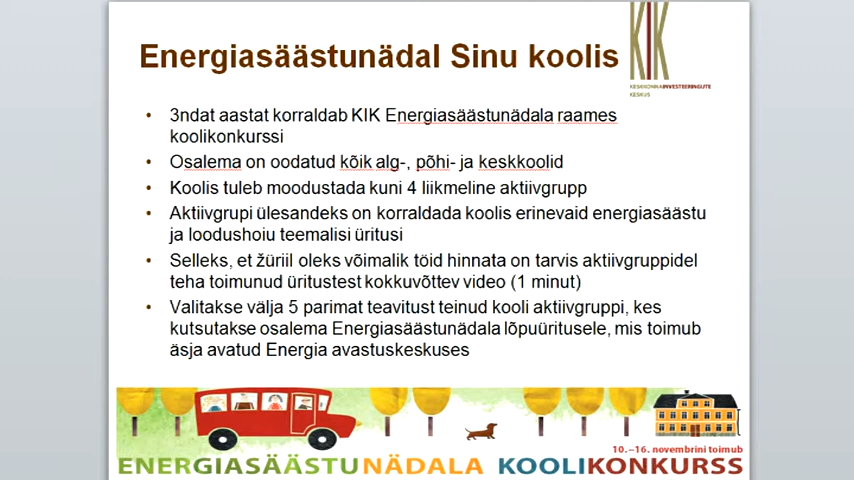 Energiasäästunädal Sinu koolis
KIK
KESKKONNAINVESTEERINGUTE
KESKUS
• 3ndat aastat korraldab KIK Energiasäästunädala raames
koolikonkurssi
• Osalema on oodatud kõik alg-, põhi- ja keskkoolid
• Koolis tuleb moodustada kuni 4 liikmeline aktiivgrupp
• Aktiivgrupi ülesandeks on korraldada koolis erinevaid energiasäästu
ja loodushoiu teemalisi üritusi
• Selleks, et žüriil oleks võimalik töid hinnata on tarvis aktiivgruppidel
teha toimunud üritustest kokkuvõttev video (1 minut)
• Valitakse välja 5 parimat teavitust teinud kooli aktiivgruppi, kes
kutsutakse osalema Energiasäästunädala lõpuüritusele, mis toimub
äsja avatud Energia avastuskeskuses
10.–16. novembrini toimub
ENERGIASÄÄSTUNÄDALA KOOLIKONKURSS